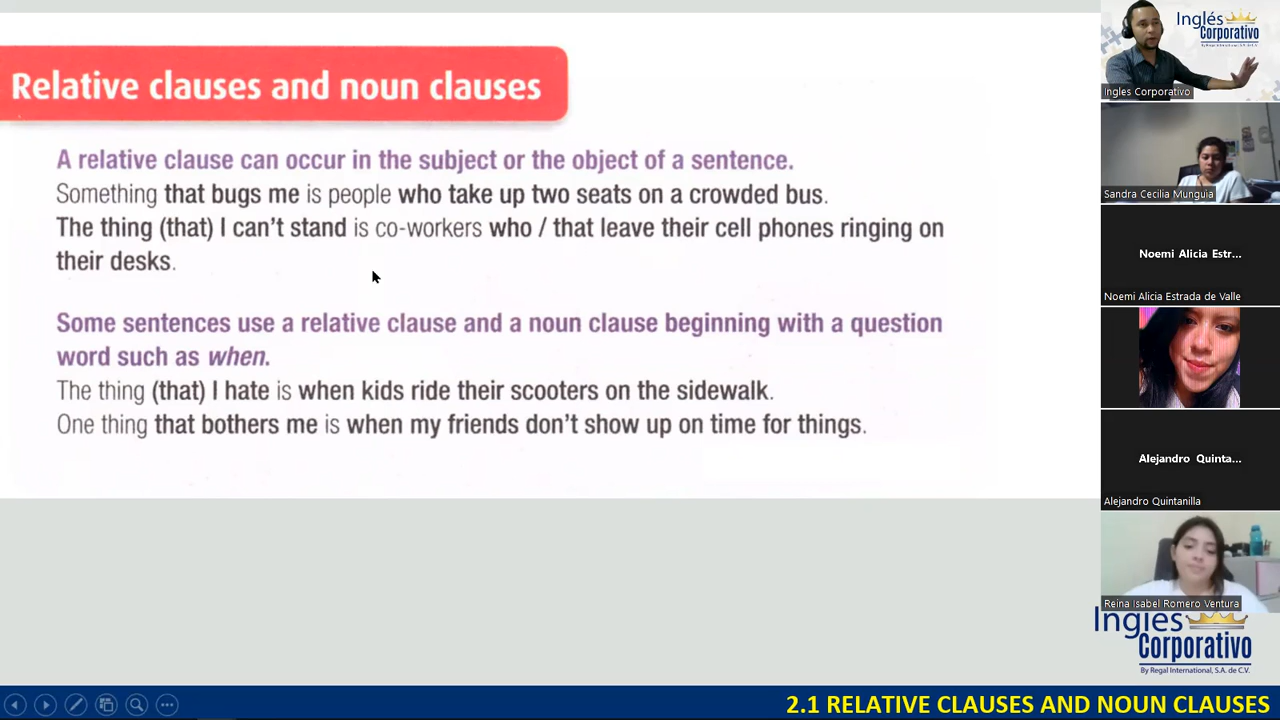 Relative clauses and noun clauses
A relative clause can occur in the subject or the object of a sentence.
Something that bugs me is people who take up two seats on a crowded bus.
The thing (that) I can't stand is co-workers who / that leave their cell phones ringing on
their desks.
Some sentences use a relative clause and a noun clause beginning with a question
word such as when.
The thing (that) I hate is when kids ride their scooters on the sidewalk.
One thing that bothers me is when my friends don't show up on time for things.
Inglés
Corporativo
By Regal International, S.A. de C.V.
Ingles Corporativo
Sandra Cecilia Munguia
Noemi Alicia Estr...
Noemi Alicia Estrada de Valle
Alejandro Quinta...
Alejandro Quintanilla
Reina Isabel Romero Ventura
Inglés
Corporativo
By Regal International, S.A. de C.V.
2.1 RELATIVE CLAUSES AND NOUN CLAUSES